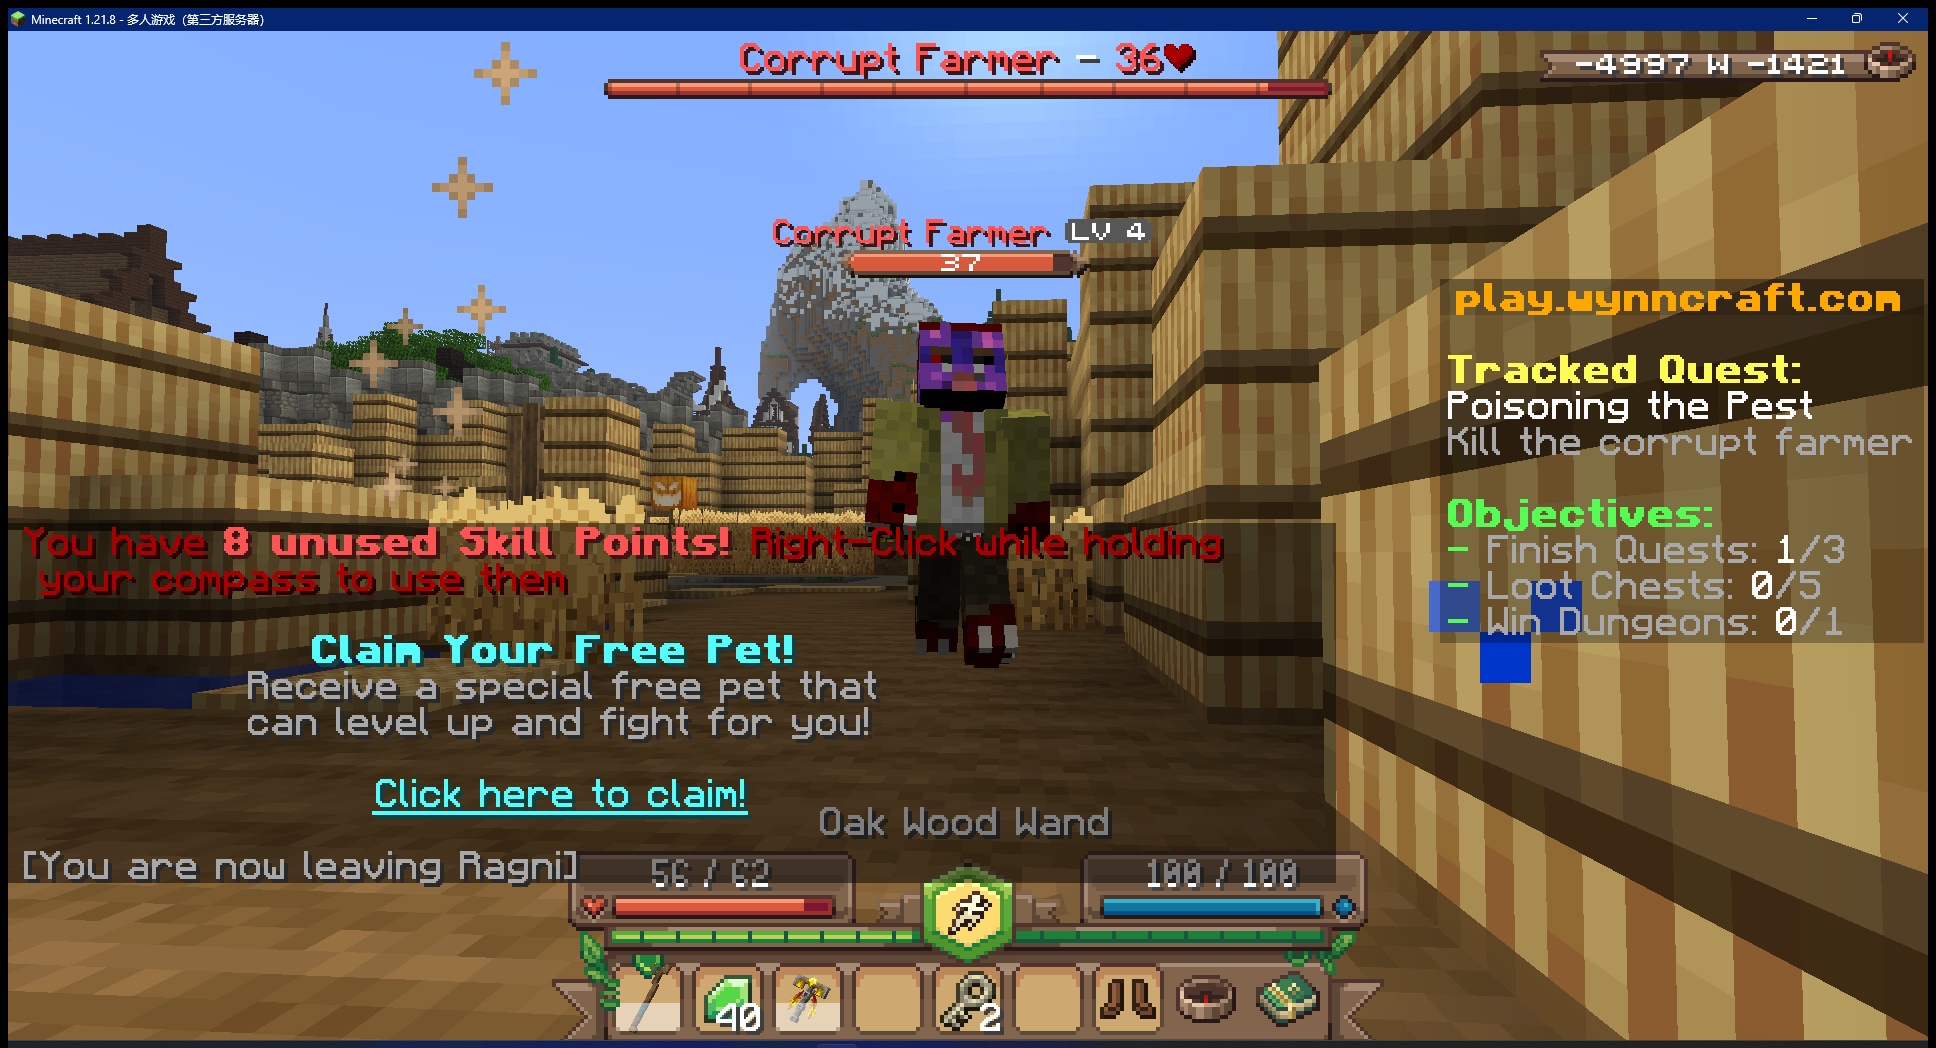 Minecraft 1.21.8 - 多人游戏（第三方服务器）
Corrupt Farmer - 36
-4997 W -1421
Corrupt Farmer LV 4
37
play.wynncraft.com
Tracked Quest:
Poisoning the Pest
Kill the corrupt farmer
Objectives:
- Finish Quests: 1/3
- Loot Chests: 0/5
- Win Dungeons: 0/1
You have 8 unused Skill Points! Right-Click while holding
your compass to use them
Claim Your Free Pet!
Receive a special free pet that
can level up and fight for you!
Click here to claim!
Oak Wood Wand
[You are now leaving Ragni]
56 / 62
100 / 100
40
2